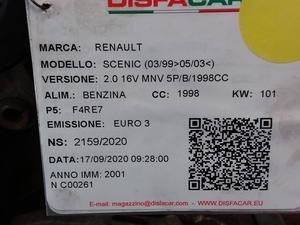 DISFACAR
MARCA: RENAULT
MODELLO: SCENIC (03/99>05/03<)
VERSIONE: 2.0 16V MNV 5P/B/1998CC
ALIM.: BENZINA CC: 1998 KW: 101
P5: F4RE7
EMISSIONE: EURO 3
NS: 2159/2020
DATA:17/09/2020 09:28:00
ANNO IMM: 2001
N C00261
E-mail: magazzino@disfacar.com - WWW.DISFACAR.EU